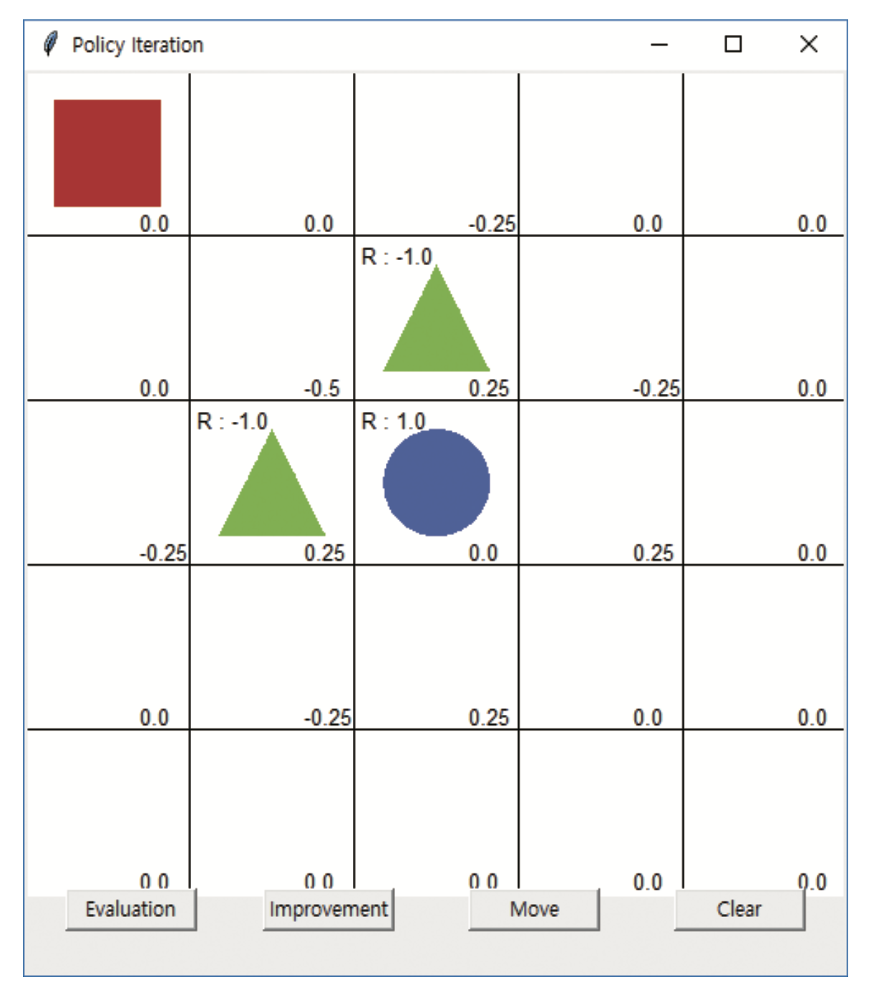 Policy Iteration
0.0 0.0 -0.25 0.0 0.0
R : -1.0
0.0 -0.5 0.25 -0.25 0.0
R : -1.0 R : 1.0
-0.25 0.25 0.0 0.25 0.0
0.0 -0.25 0.25 0.0 0.0
0.0 0.0 0.0 0.0 0.0
Evaluation Improvement Move Clear